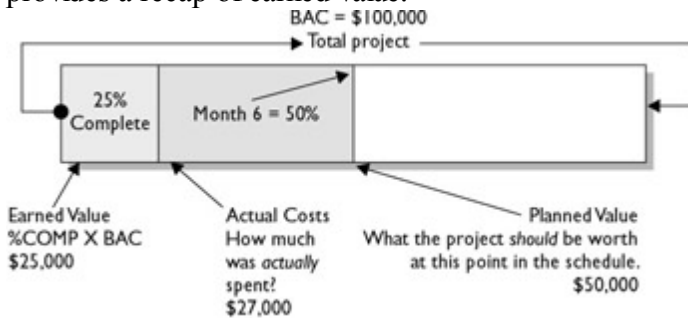 provides a recap of earned value.
BAC = $100,000
Total project
25%
Complete
Month 6 = 50%
Earned Value
%COMP X BAC
$25,000
Actual Costs
How much
was actually
spent?
$27,000
Planned Value
What the project should be worth
at this point in the schedule.
$50,000